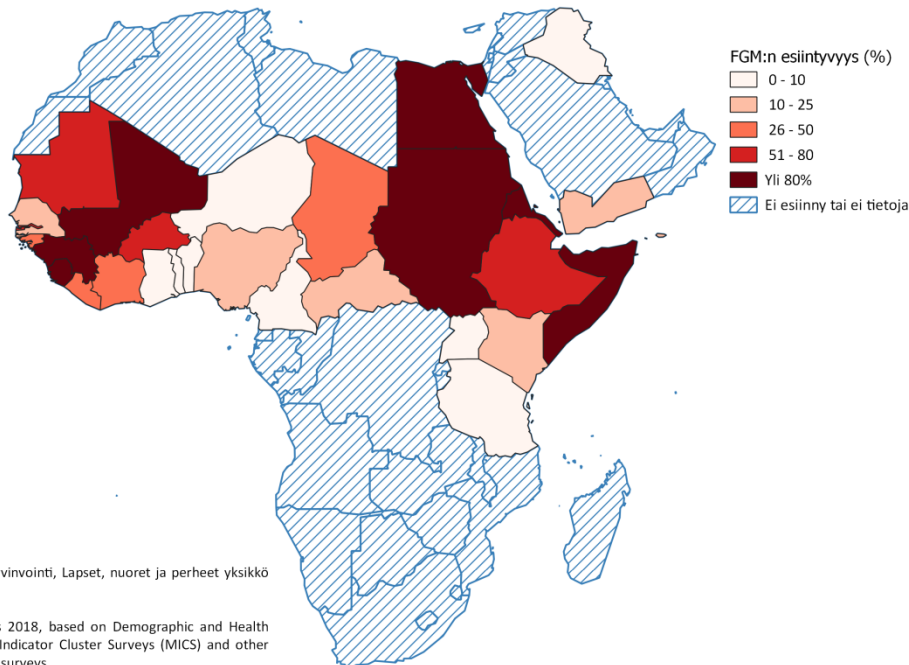 FGM:n esiintyvyys (%)
0 - 10
10 - 25
26 - 50
51 - 80
Yli 80%
Ei esiinny tai ei tietoja
vinvointi, Lapset, nuoret ja perheet yksikkö
s 2018, based on Demographic and Health
Indicator Cluster Surveys (MICS) and other
surveys